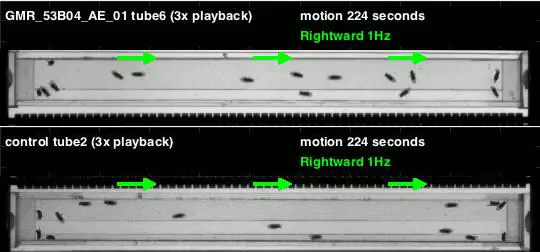 GMR_53B04_AE_01 tube6 (3x playback) motion 224 seconds
Rightward 1Hz
control tube2 (3x playback) motion 224 seconds
Rightward 1Hz